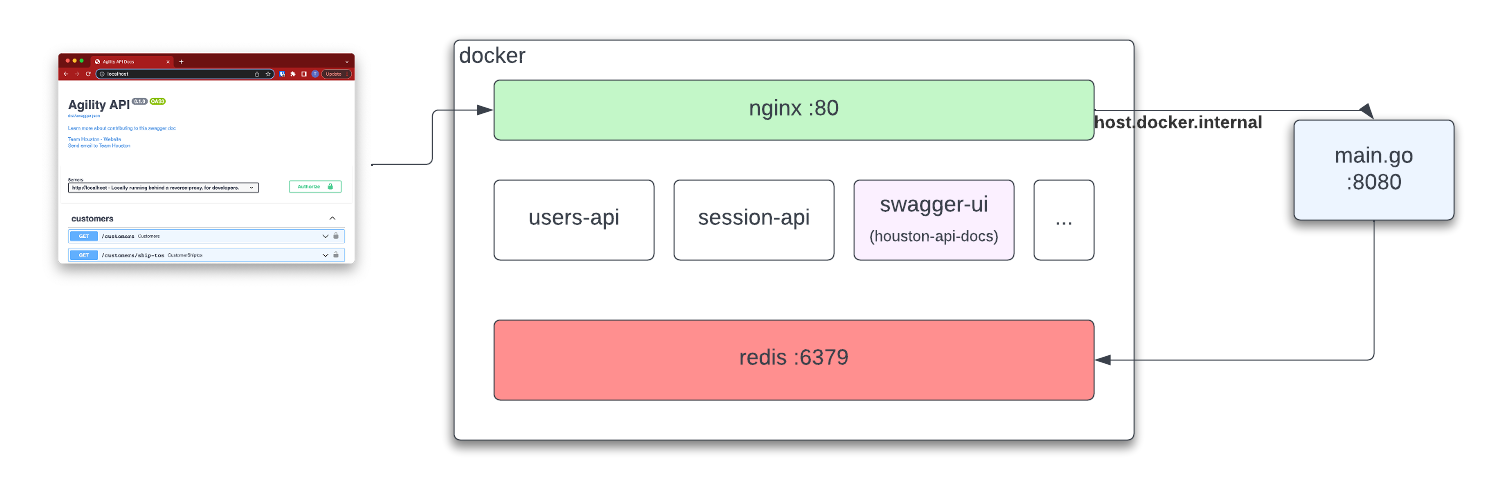 docker
Agility API Docs
localhost
Update
Agility API 0.1.0 OAS3
Learn more about contributing to this swagger doc
Team Houston - Website
Send email to Team Houston
Servers
http://localhost - Locally running behind a reverse-proxy, for developers.
Authorize
customers
GET /customers Customers
GET /customers/ship-tos CustomerShipTos
nginx :80
host.docker.internal
main.go
:8080
users-api
session-api
swagger-ui
(houston-api-docs)
...
redis :6379